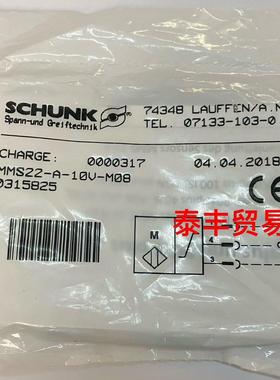 SCHUNK
Spann-und Greiftechnik
74348 LAUFFEN/A.N
TEL. 07133-103-0
CHARGE: 0000317 04.04.2018
MMS22-A-10V-M08
0315825
泰丰贸易
M
4
3